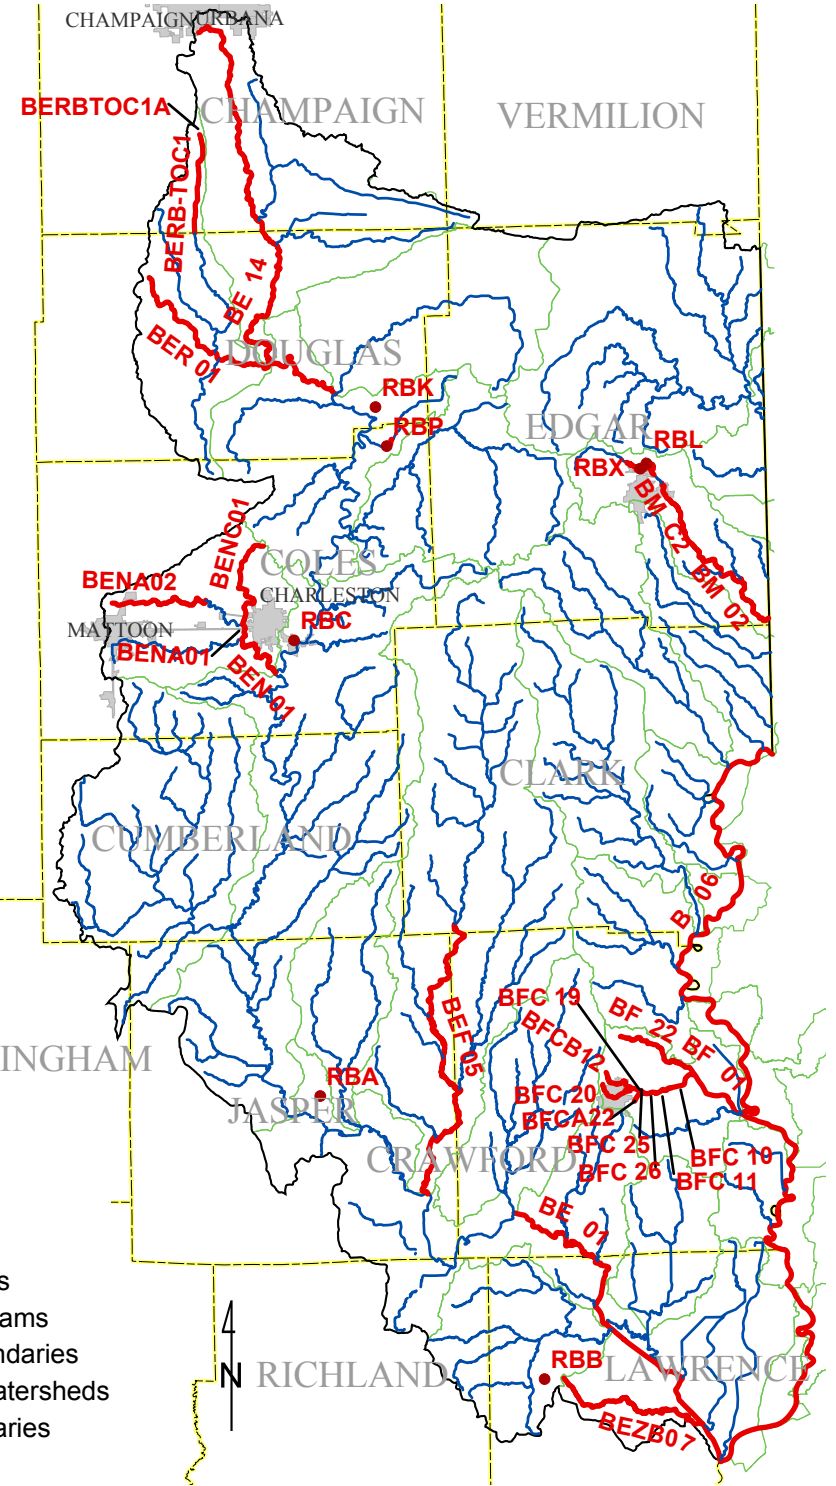 CHAMPAIGN
URBANA
BERBTOC1A
CHAMPAIGN
VERMILION
BERB-TOC1
BE 14
BER 01
DOUGLAS
RBK
RBP
EDGAR
RBL
RBX
BM C2
BM 02
BENC01
COLES
BENA02
CHARLESTON
MATTOON
RBC
BENA01
BEN 01
CLARK
CUMBERLAND
B 06
BFC 19
BF 22
BF 01
BFCB12
BEF 05
INGHAM
RBA
BFC 20
JASPER
BFCA22
BFC 25
CRAWFORD
BFC 26
BFC 10
BFC 11
BE 01
s
ams
ndaries
atersheds
aries
N
RICHLAND
RBB
LAWRENCE
BEZB07